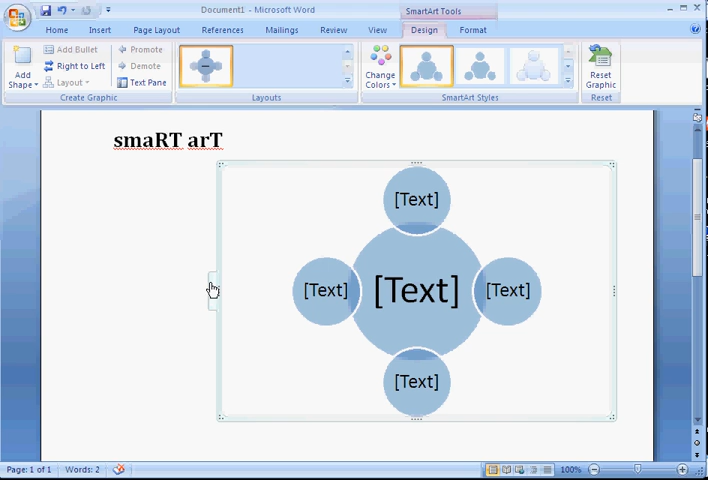 Document1 - Microsoft Word
SmartArt Tools
Home Insert Page Layout References Mailings Review View Design Format
Add Shape
Add Bullet
Right to Left
Layout
Promote
Demote
Text Pane
Create Graphic
Layouts
Change Colors
SmartArt Styles
Reset Graphic
Reset
smaRT arT
[Text]
[Text] [Text] [Text]
[Text]
Page: 1 of 1 Words: 2 100%